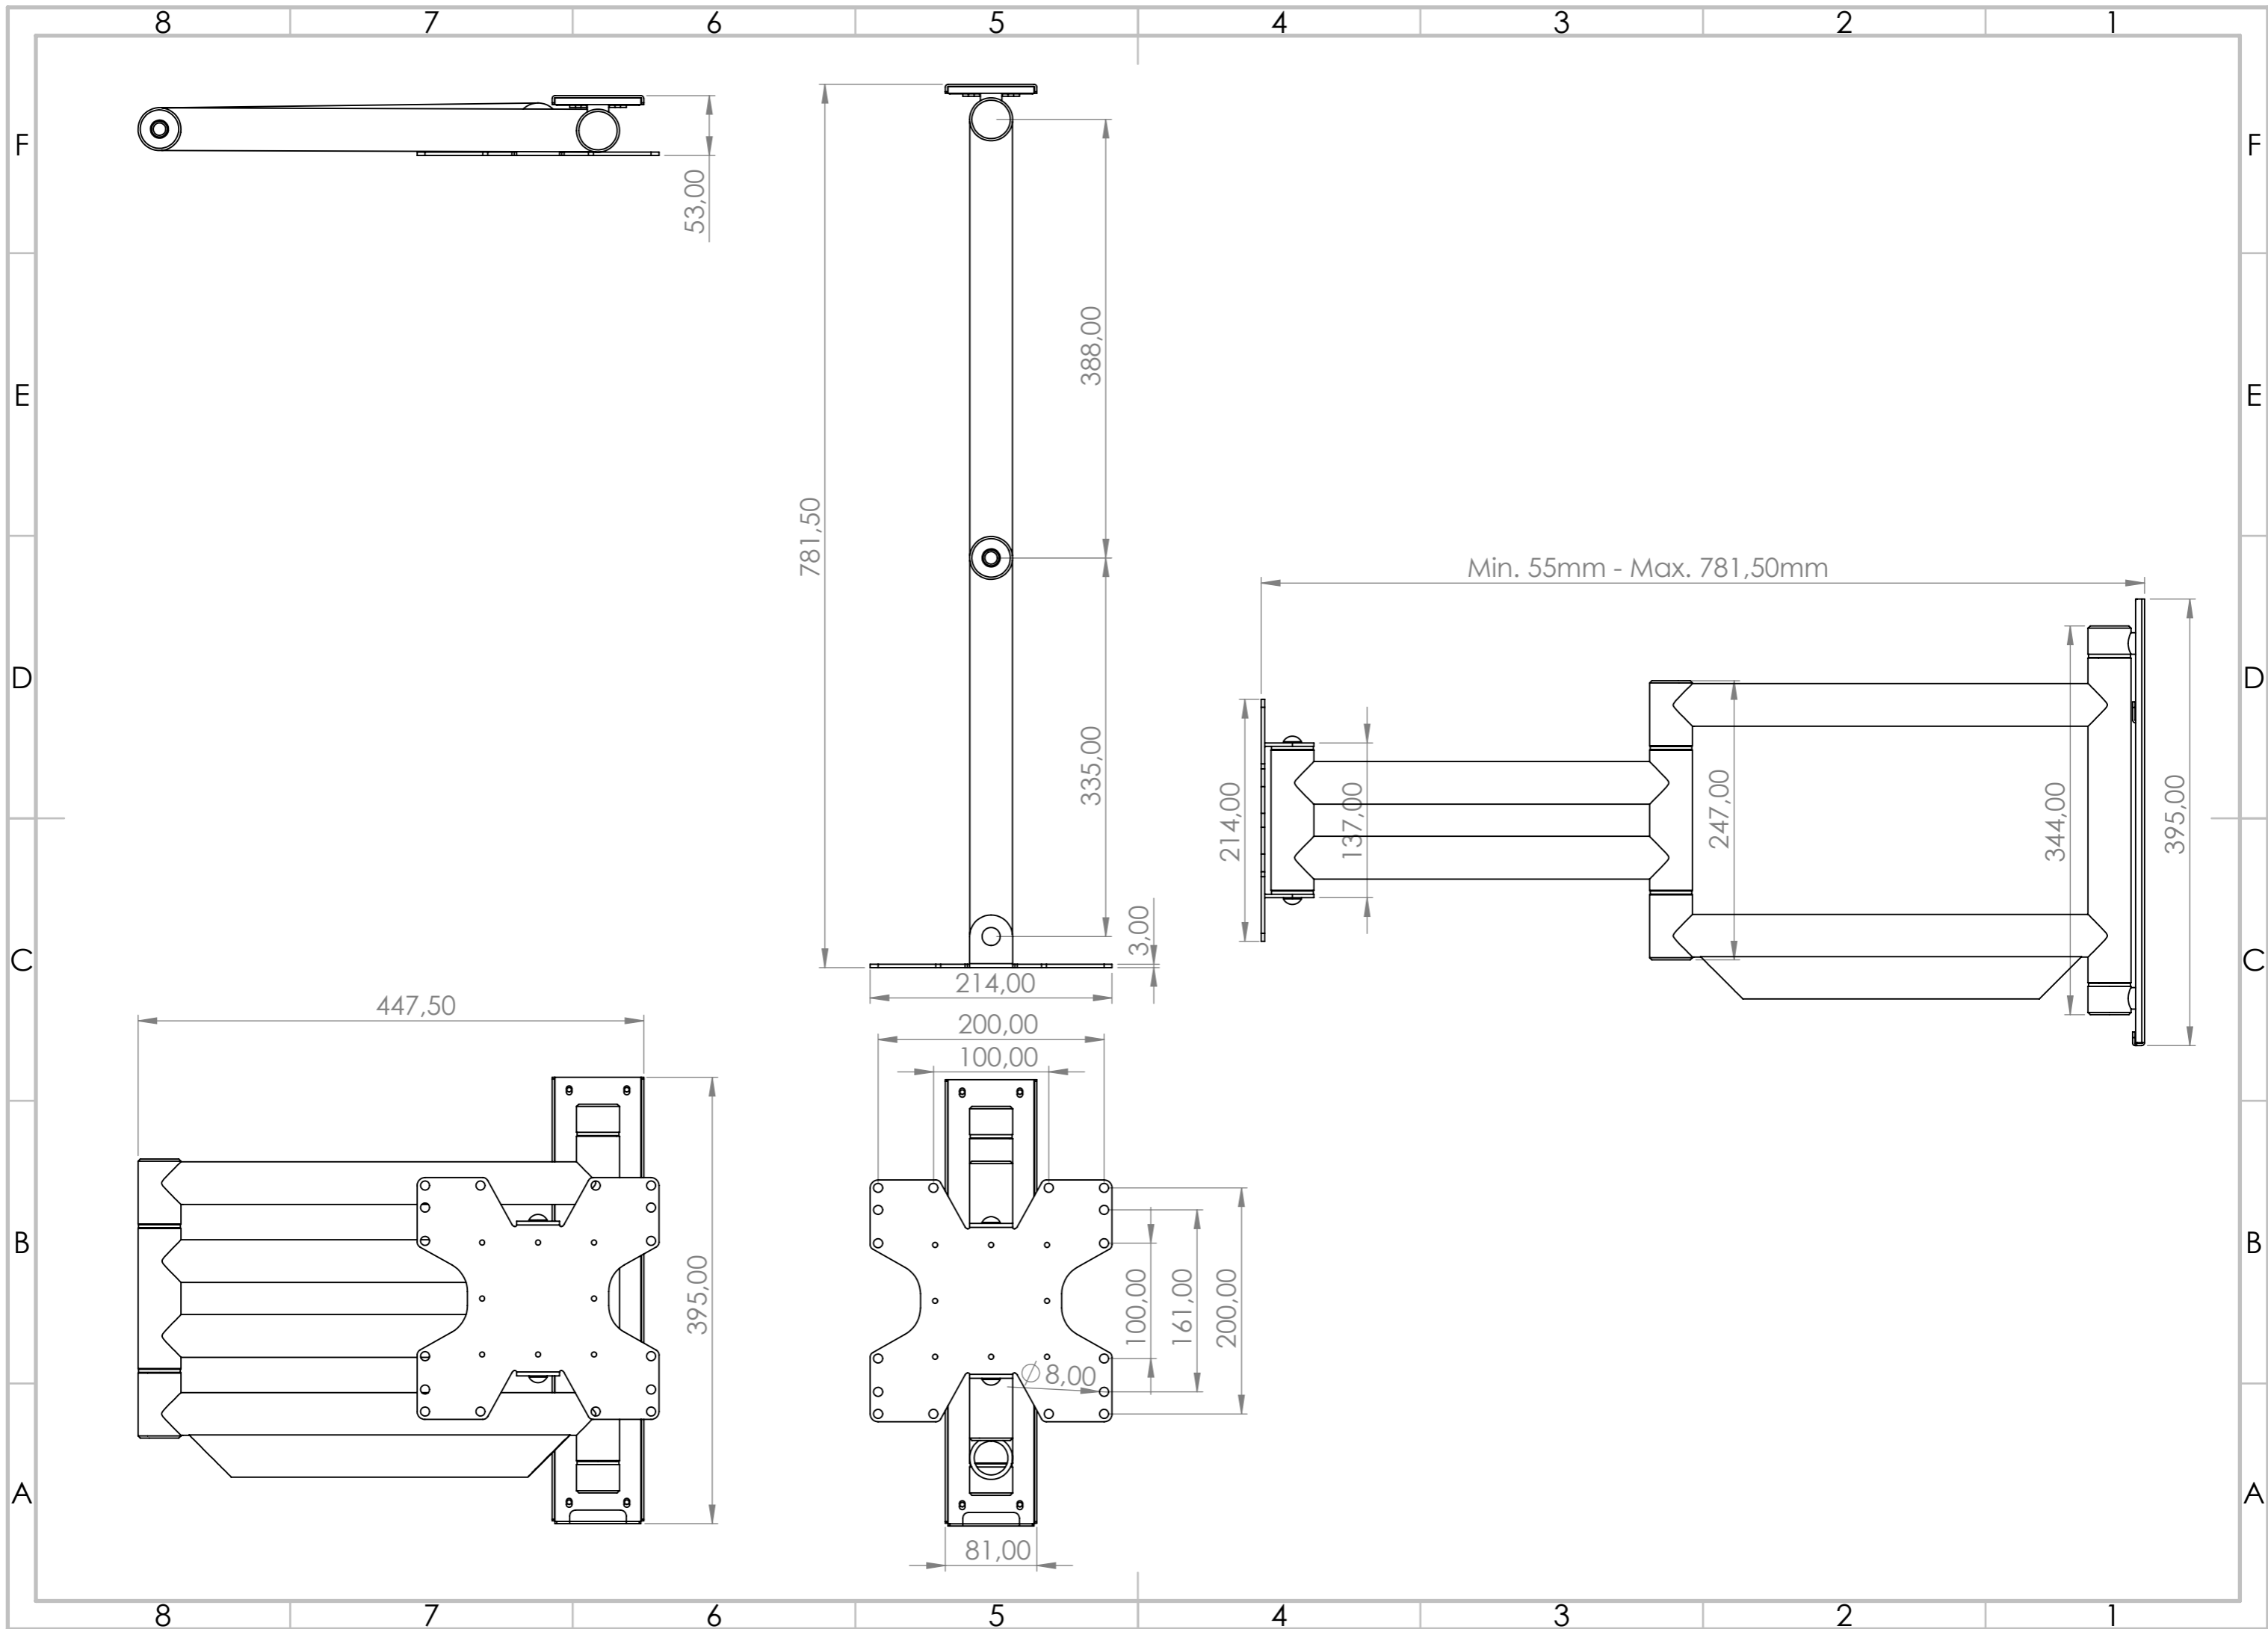 8 7 6 5 4 3 2 1
F F
53,00
388,00
E E
781,50
Min. 55mm - Max. 781,50mm
D D
335,00
214,00
137,00
247,00
344,00
395,00
3,00
C C
214,00
447,50
200,00
100,00
B B
395,00
100,00
161,00
200,00
∅8,00
A A
81,00
8 7 6 5 4 3 2 1